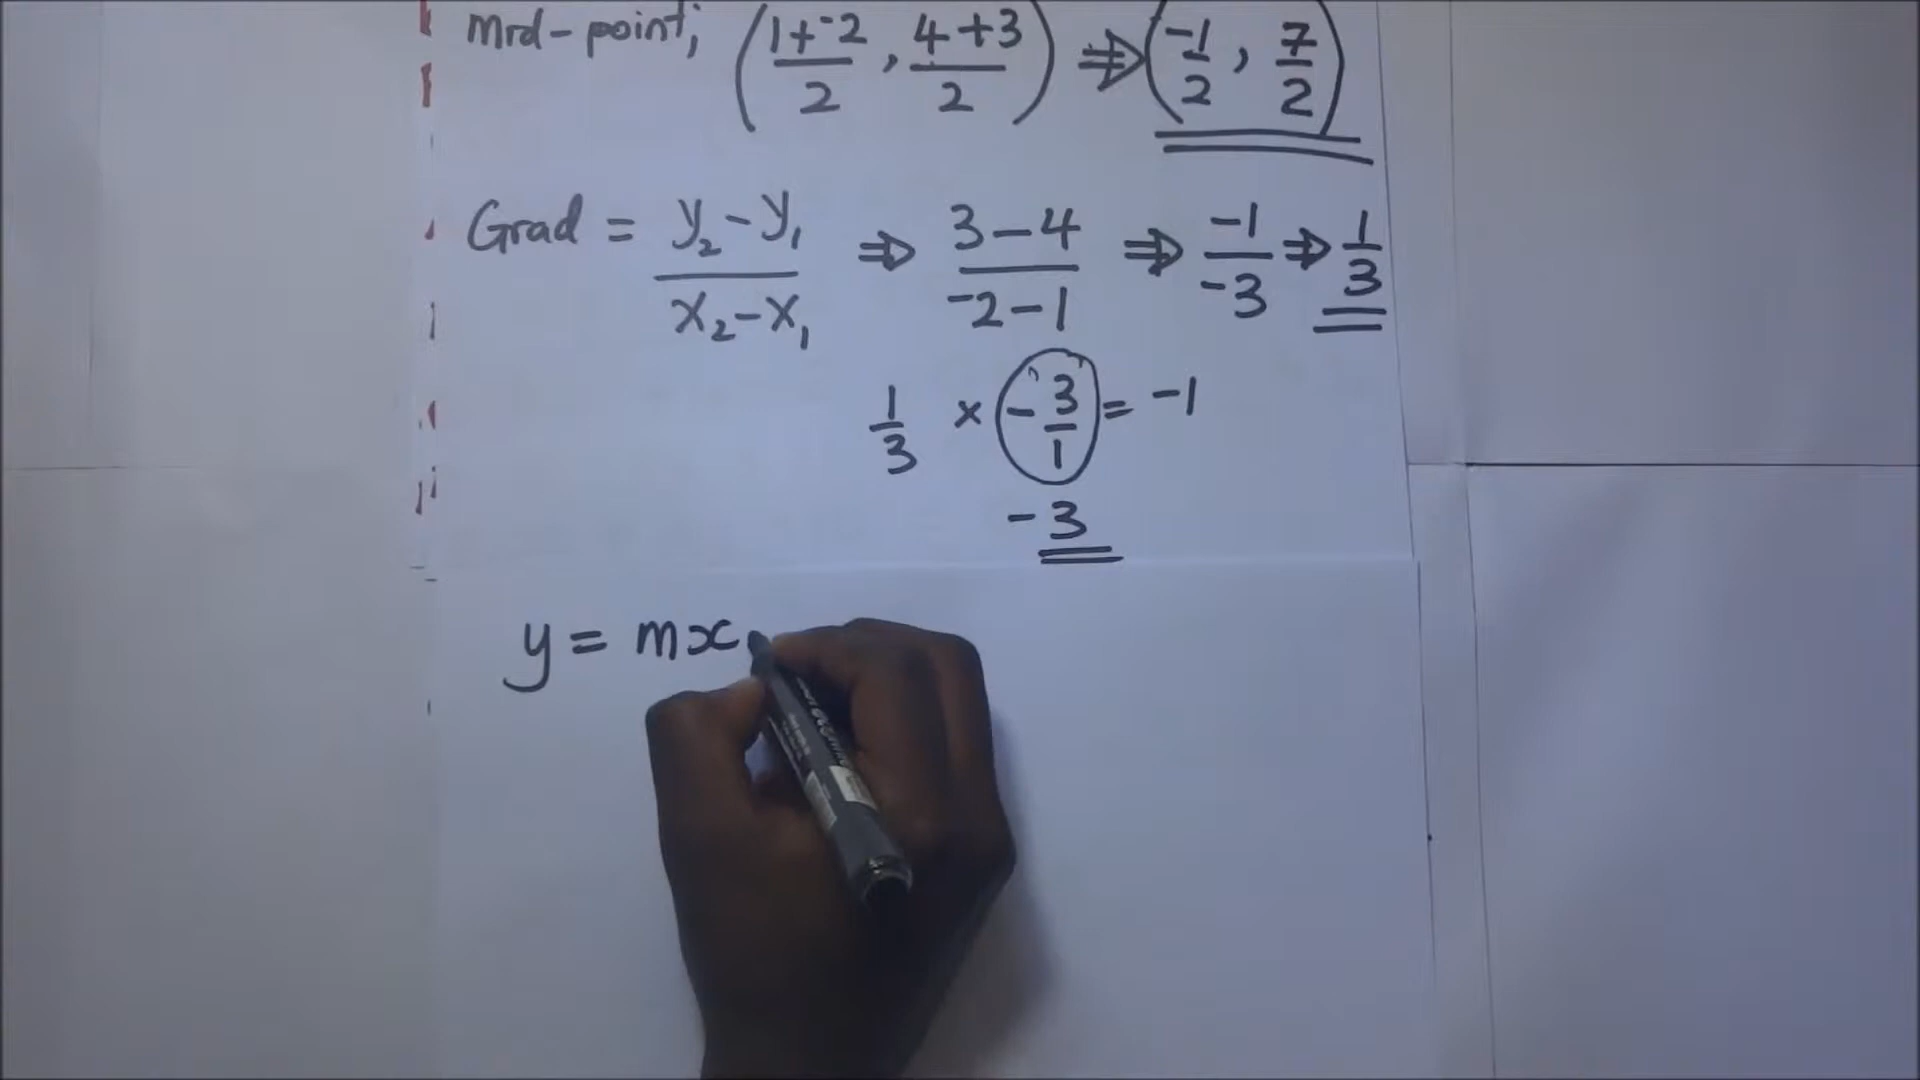 Mid-point; (1+-2/2, 4+3/2) ⇒ (-1/2, 7/2)
Grad = y₂-y₁/x₂-x₁ ⇒ 3-4/-2-1 ⇒ -1/-3 ⇒ 1/3
1/3 × -3/1 = -1
-3
y = mx